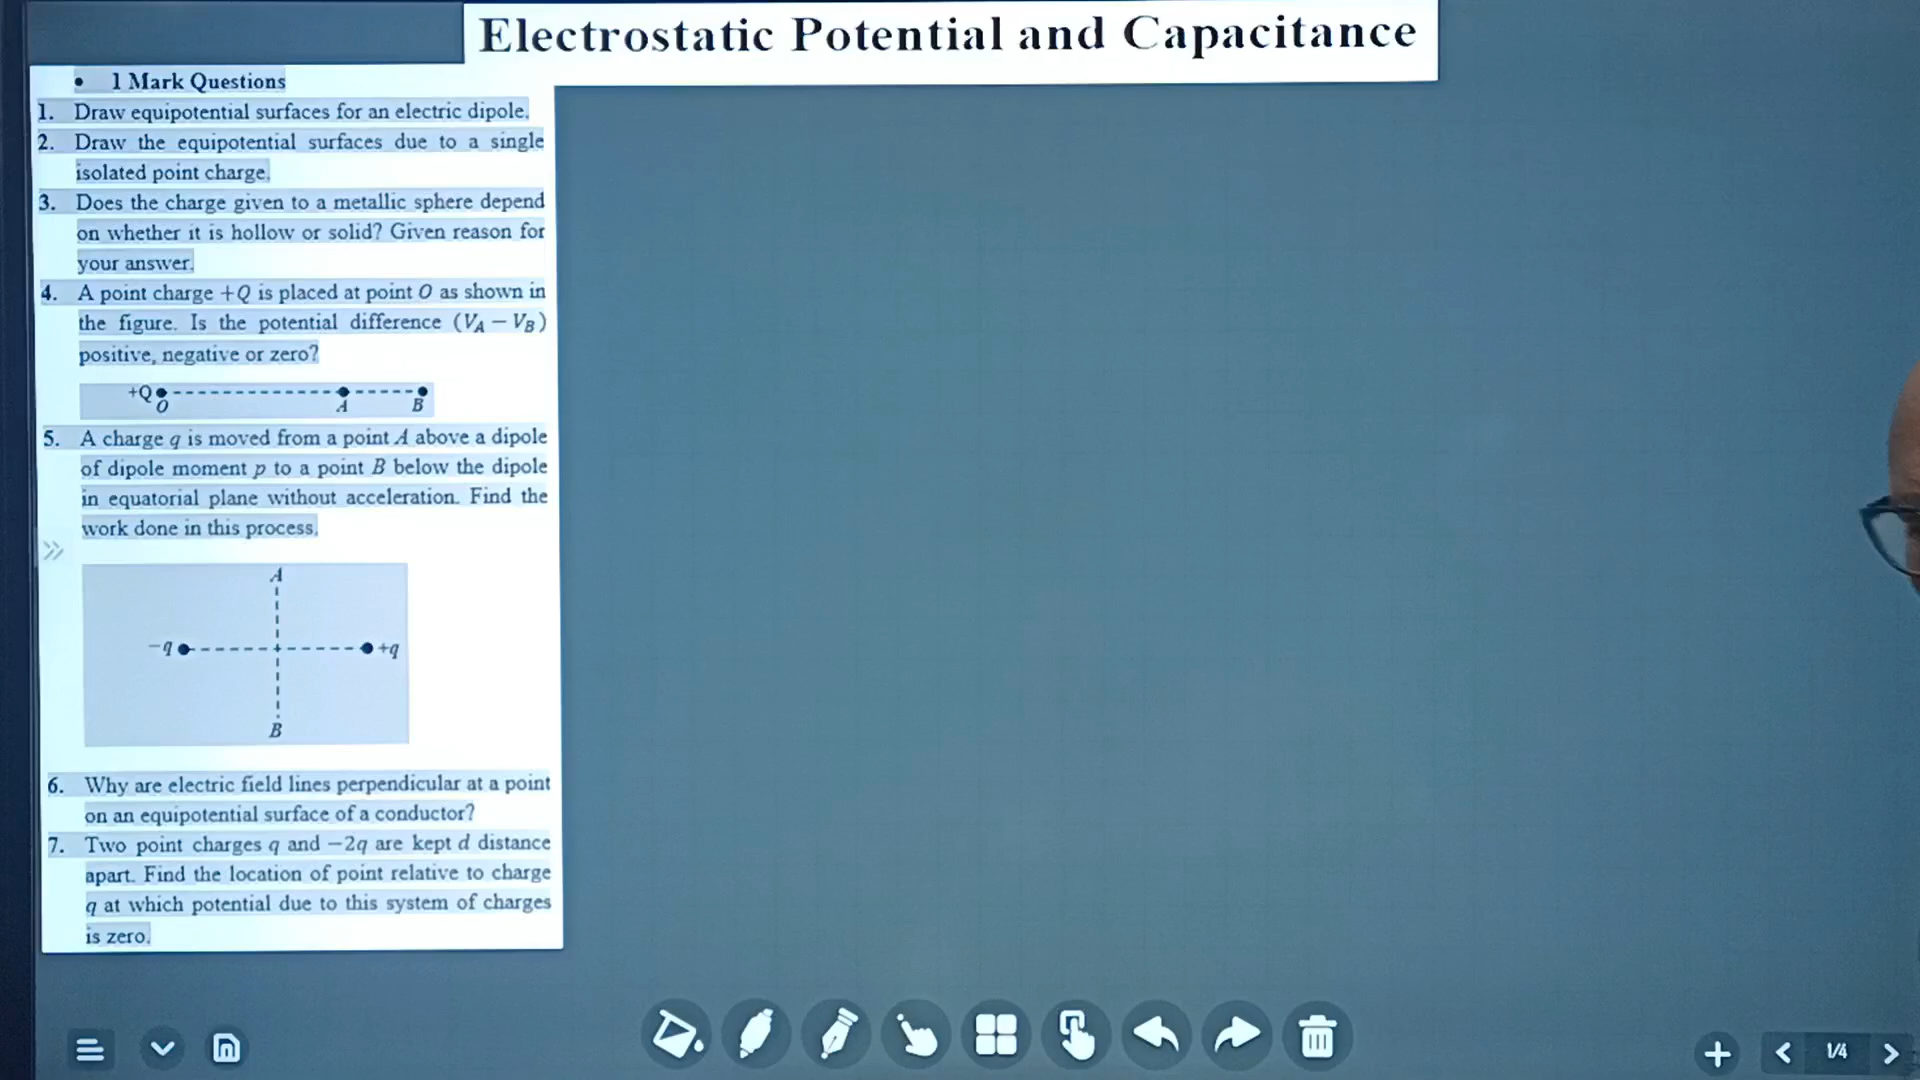 Electrostatic Potential and Capacitance
• 1 Mark Questions
1. Draw equipotential surfaces for an electric dipole.
2. Draw the equipotential surfaces due to a single
isolated point charge.
3. Does the charge given to a metallic sphere depend
on whether it is hollow or solid? Given reason for
your answer.
4. A point charge +Q is placed at point O as shown in
the figure. Is the potential difference (V_A − V_B)
positive, negative or zero?
+Q
O A B
5. A charge q is moved from a point A above a dipole
of dipole moment p to a point B below the dipole
in equatorial plane without acceleration. Find the
work done in this process.
A
−q +q
B
6. Why are electric field lines perpendicular at a point
on an equipotential surface of a conductor?
7. Two point charges q and −2q are kept d distance
apart. Find the location of point relative to charge
q at which potential due to this system of charges
is zero.
1/4